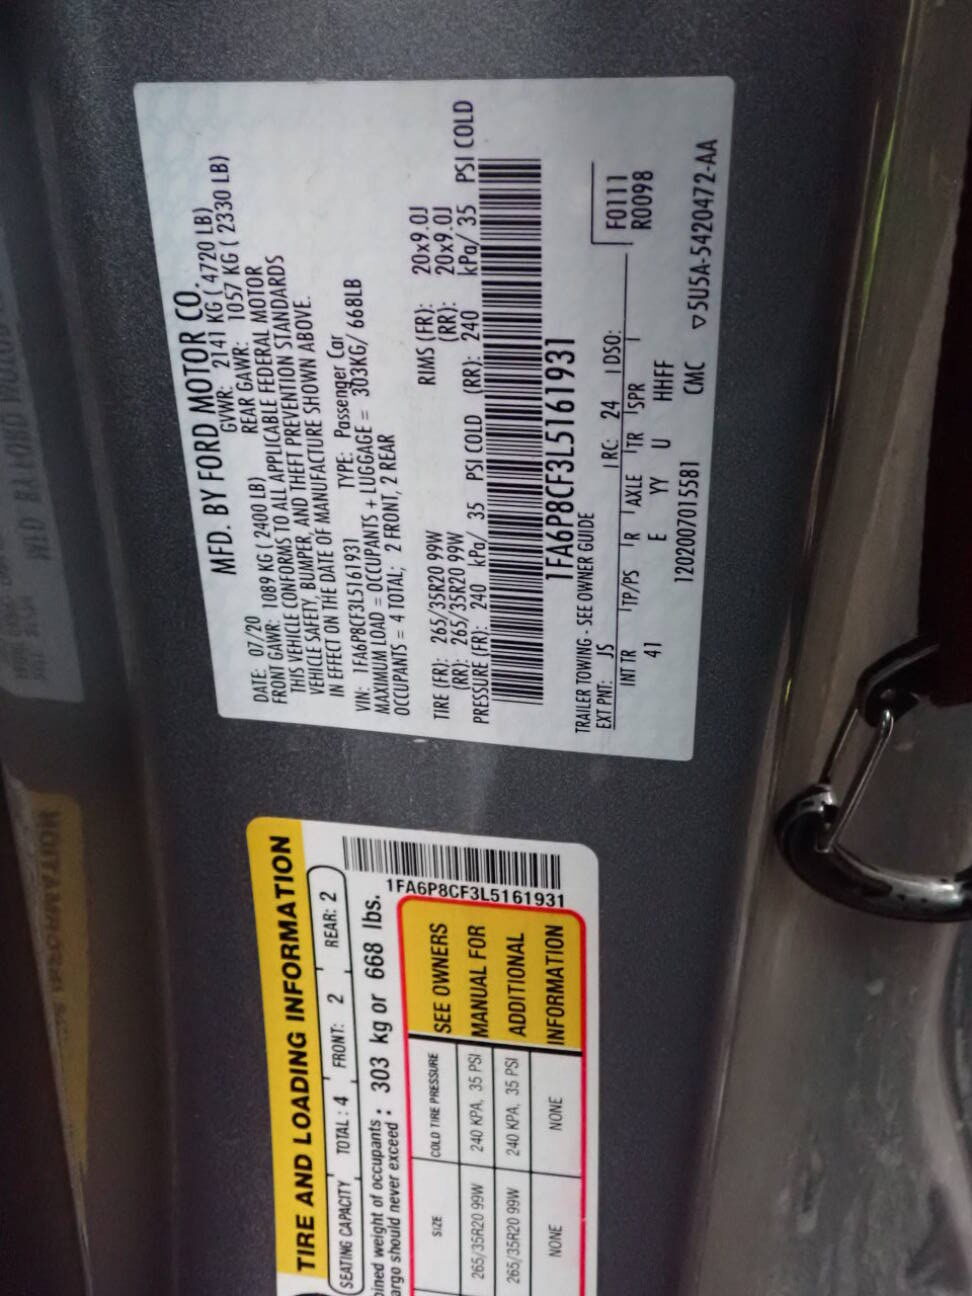 MFD. BY FORD MOTOR CO.
DATE: 07/20 GVWR: 2141 KG ( 4720 LB)
FRONT GAWR: 1089 KG ( 2400 LB) REAR GAWR: 1057 KG ( 2330 LB)
THIS VEHICLE CONFORMS TO ALL APPLICABLE FEDERAL MOTOR
VEHICLE SAFETY, BUMPER, AND THEFT PREVENTION STANDARDS
IN EFFECT ON THE DATE OF MANUFACTURE SHOWN ABOVE.
VIN: 1FA6P8CF3L5161931 TYPE: Passenger Car
MAXIMUM LOAD = OCCUPANTS + LUGGAGE = 303KG/ 668LB
OCCUPANTS = 4 TOTAL; 2 FRONT, 2 REAR
TIRE (FR): 265/35R20 99W RIMS (FR): 20x9.0J
(RR): 265/35R20 99W (RR): 20x9.0J
PRESSURE (FR): 240 kPa/ 35 PSI COLD (RR): 240 kPa/ 35 PSI COLD
1FA6P8CF3L5161931
TRAILER TOWING - SEE OWNER GUIDE
EXT PNT: JS RC: 24 DSO: F0111
R0098
INT TR TP/PS R AXLE TR SPR
41 E YY U HHFF
1202007015581 CMC ▽5U5A-5420472-AA
TIRE AND LOADING INFORMATION
SEATING CAPACITY TOTAL : 4 FRONT: 2 REAR: 2
weight of occupants : 303 kg or 668 lbs.
should never exceed :
1FA6P8CF3L5161931
SIZE COLD TIRE PRESSURE SEE OWNERS
265/35R20 99W 240 KPA, 35 PSI MANUAL FOR
265/35R20 99W 240 KPA, 35 PSI ADDITIONAL
NONE NONE INFORMATION